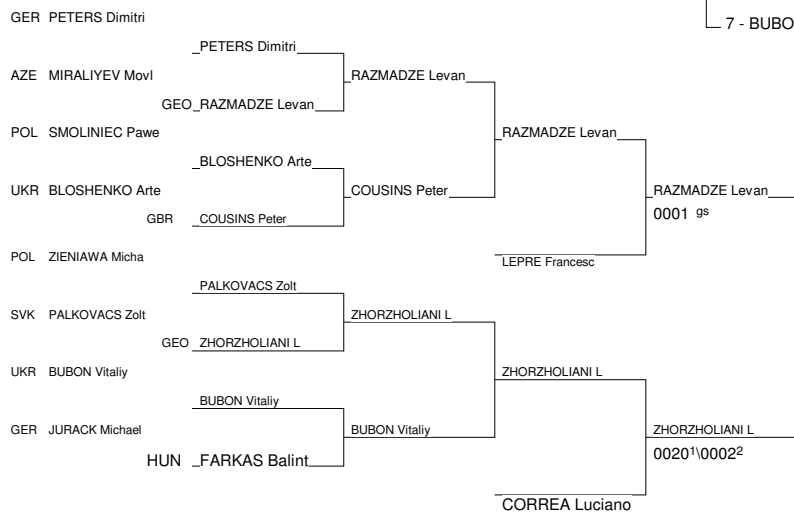 7 - BUBO
GER PETERS Dimitri
PETERS Dimitri
AZE MIRALIYEV Movl
RAZMADZE Levan
GEO RAZMADZE Levan
POL SMOLINIEC Pawe
RAZMADZE Levan
BLOSHENKO Arte
UKR BLOSHENKO Arte
COUSINS Peter
RAZMADZE Levan
GBR COUSINS Peter
0001 gs
POL ZIENIAWA Micha
LEPRE Francesc
PALKOVACS Zolt
SVK PALKOVACS Zolt
ZHORZHOLIANI L
GEO ZHORZHOLIANI L
UKR BUBON Vitaliy
ZHORZHOLIANI L
BUBON Vitaliy
GER JURACK Michael
BUBON Vitaliy
ZHORZHOLIANI L
0020¹\0002²
HUN FARKAS Balint
CORREA Luciano